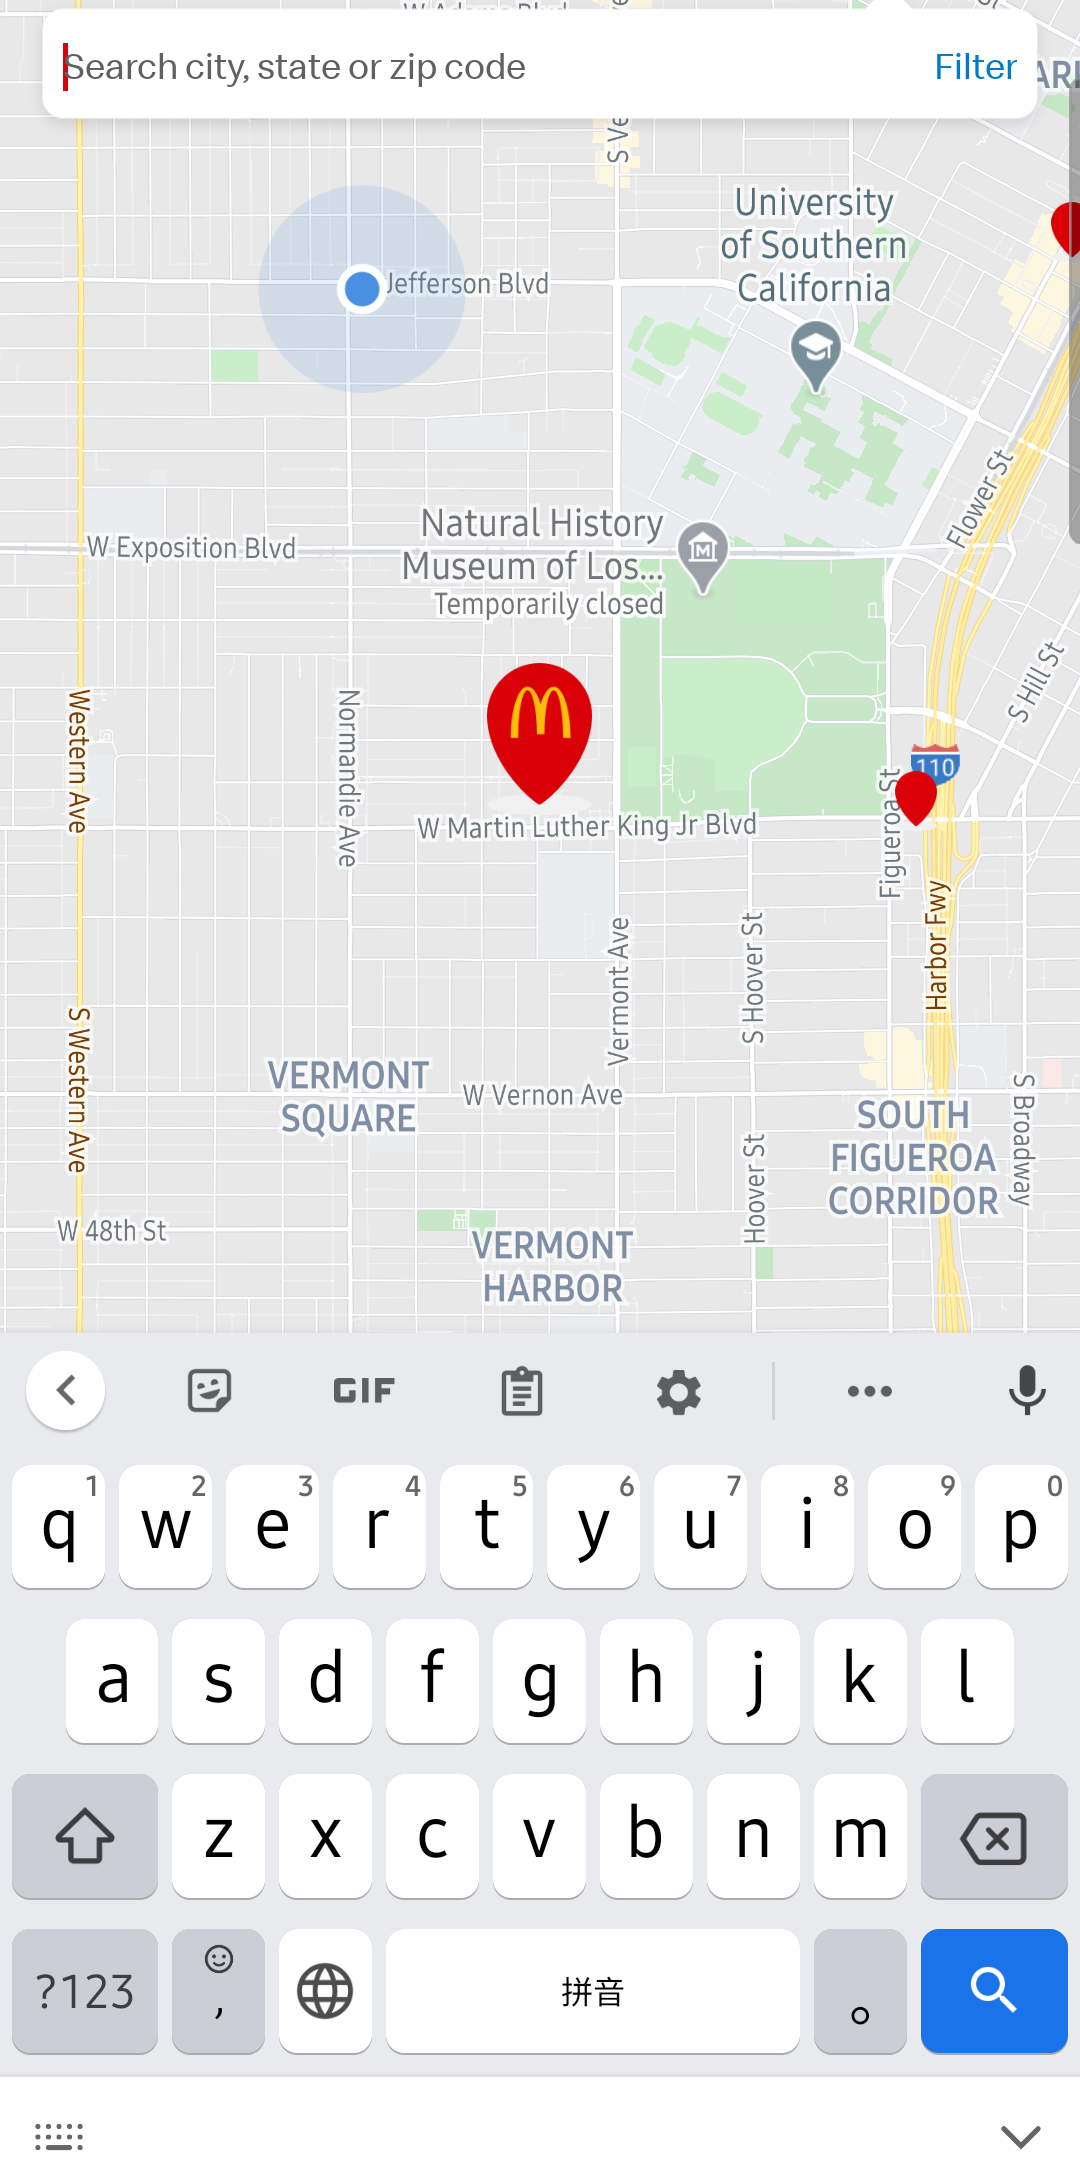 W Adams Blvd
Search city, state or zip code
Filter
S Ve
University
of Southern
California
Jefferson Blvd
Flower St
Natural History
Museum of Los...
Temporarily closed
W Exposition Blvd
S Hill St
Western Ave
Normandie Ave
110
Figueroa St
W Martin Luther King Jr Blvd
Harbor Fwy
Vermont Ave
S Hoover St
S Western Ave
VERMONT
SQUARE
W Vernon Ave
SOUTH
FIGUEROA
CORRIDOR
S Broadway
Hoover St
W 48th St
VERMONT
HARBOR
GIF
q 1 w 2 e 3 r 4 t 5 y 6 u 7 i 8 o 9 p 0
a s d f g h j k l
z x c v b n m
?123 , 拼音 。